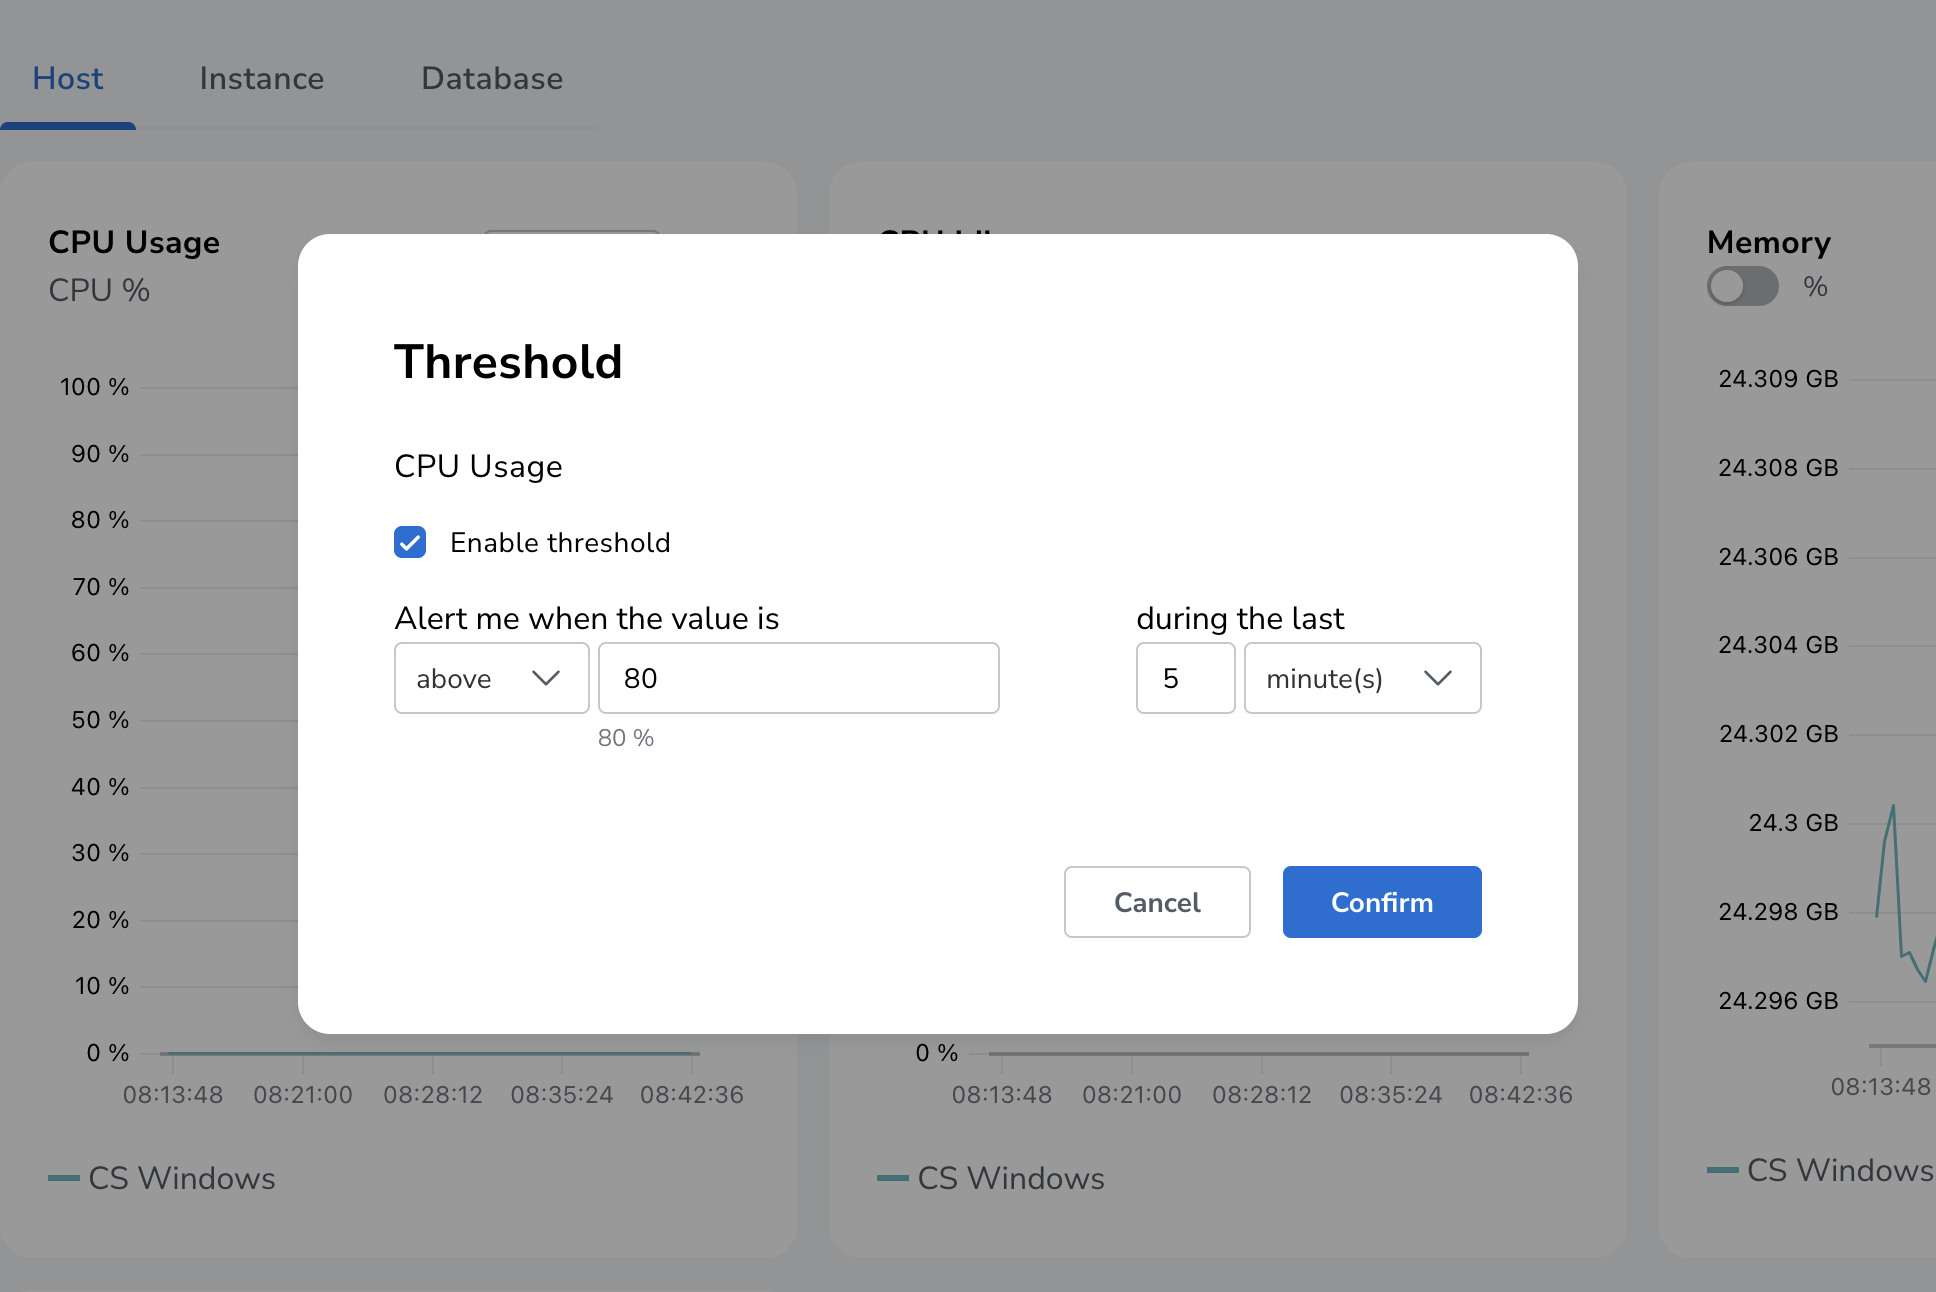 Host Instance Database
CPU Usage
CPU %
100 %
90 %
80 %
70 %
60 %
50 %
40 %
30 %
20 %
10 %
0 %
08:13:48 08:21:00 08:28:12 08:35:24 08:42:36
CS Windows
Threshold
CPU Usage
Enable threshold
Alert me when the value is
above 80
80 %
during the last
5 minute(s)
Cancel Confirm
0 %
08:13:48 08:21:00 08:28:12 08:35:24 08:42:36
CS Windows
Memory
%
24.309 GB
24.308 GB
24.306 GB
24.304 GB
24.302 GB
24.3 GB
24.298 GB
24.296 GB
08:13:48
CS Windows